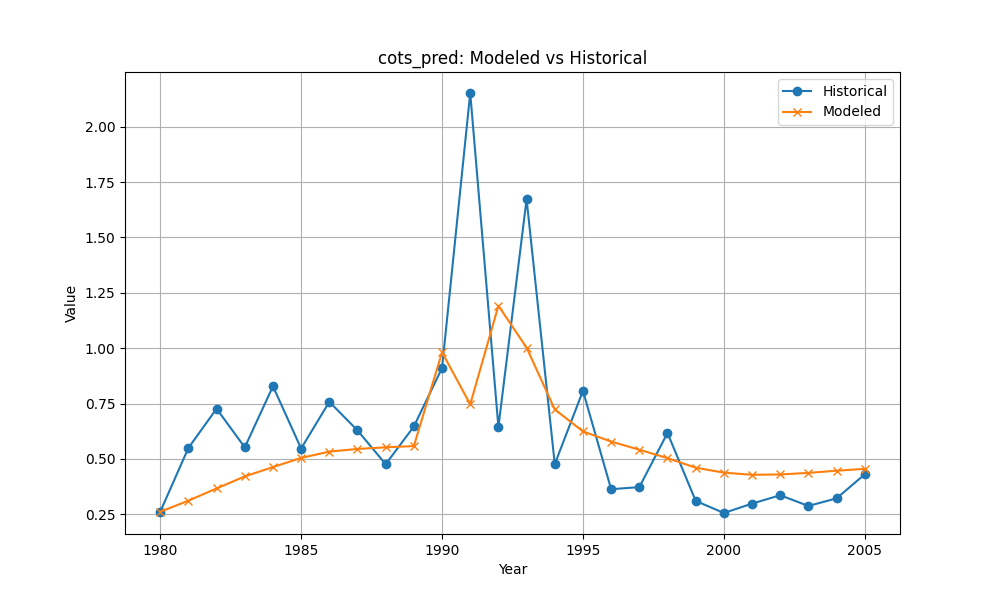 cots_pred: Modeled vs Historical
Historical
Modeled
Value
2.00
1.75
1.50
1.25
1.00
0.75
0.50
0.25
1980 1985 1990 1995 2000 2005
Year